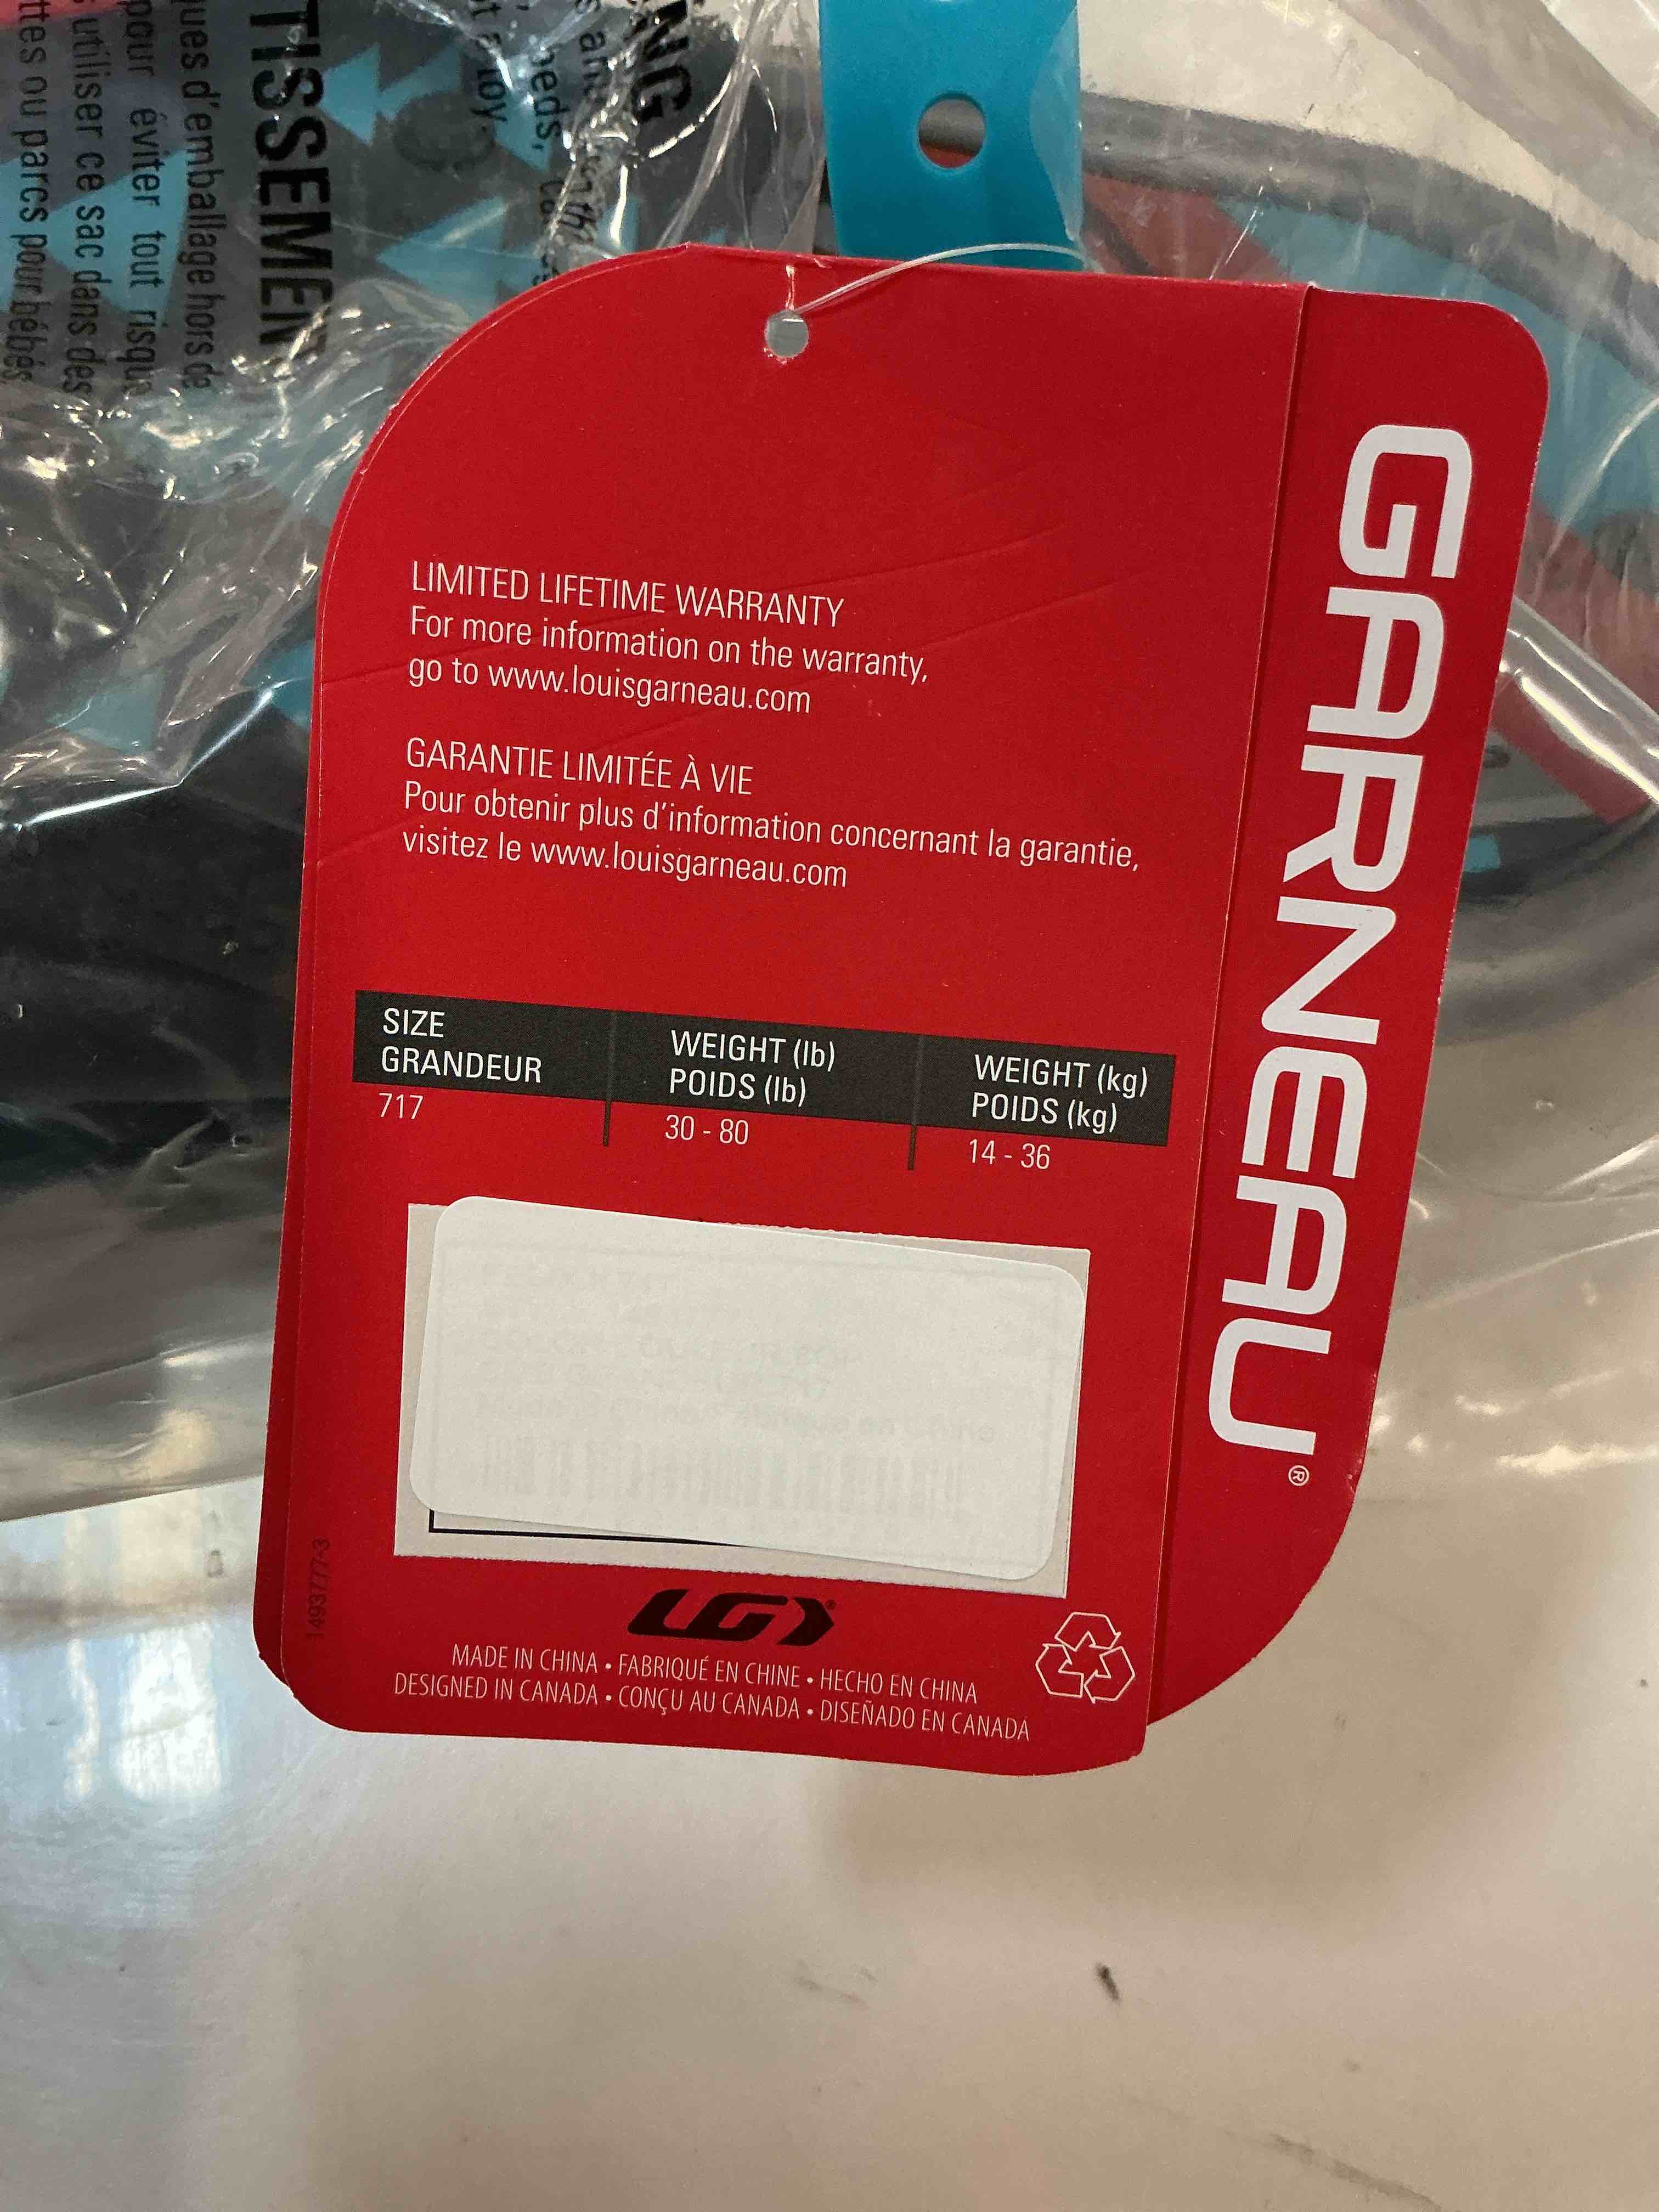 TISSEMEN
ques d'emballage hors de
pour éviter tout risque
utiliser ce sac dans des
ttes ou parcs pour bébés
GARNEAU®
LIMITED LIFETIME WARRANTY
For more information on the warranty,
go to www.louisgarneau.com
GARANTIE LIMITÉE À VIE
Pour obtenir plus d'information concernant la garantie,
visitez le www.louisgarneau.com
SIZE WEIGHT (lb) WEIGHT (kg)
GRANDEUR POIDS (lb) POIDS (kg)
717 30 - 80 14 - 36
1493777-3
LG
MADE IN CHINA • FABRIQUÉ EN CHINE • HECHO EN CHINA
DESIGNED IN CANADA • CONÇU AU CANADA • DISEÑADO EN CANADA